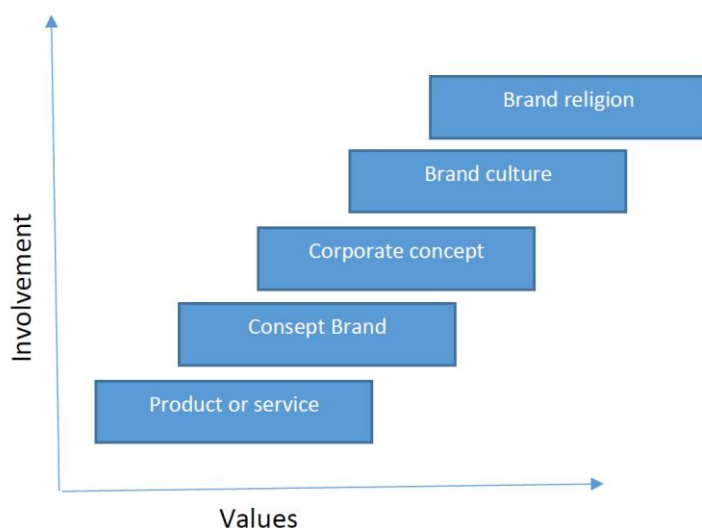 Brand religion
Brand culture
Corporate concept
Consept Brand
Product or service
Involvement
Values